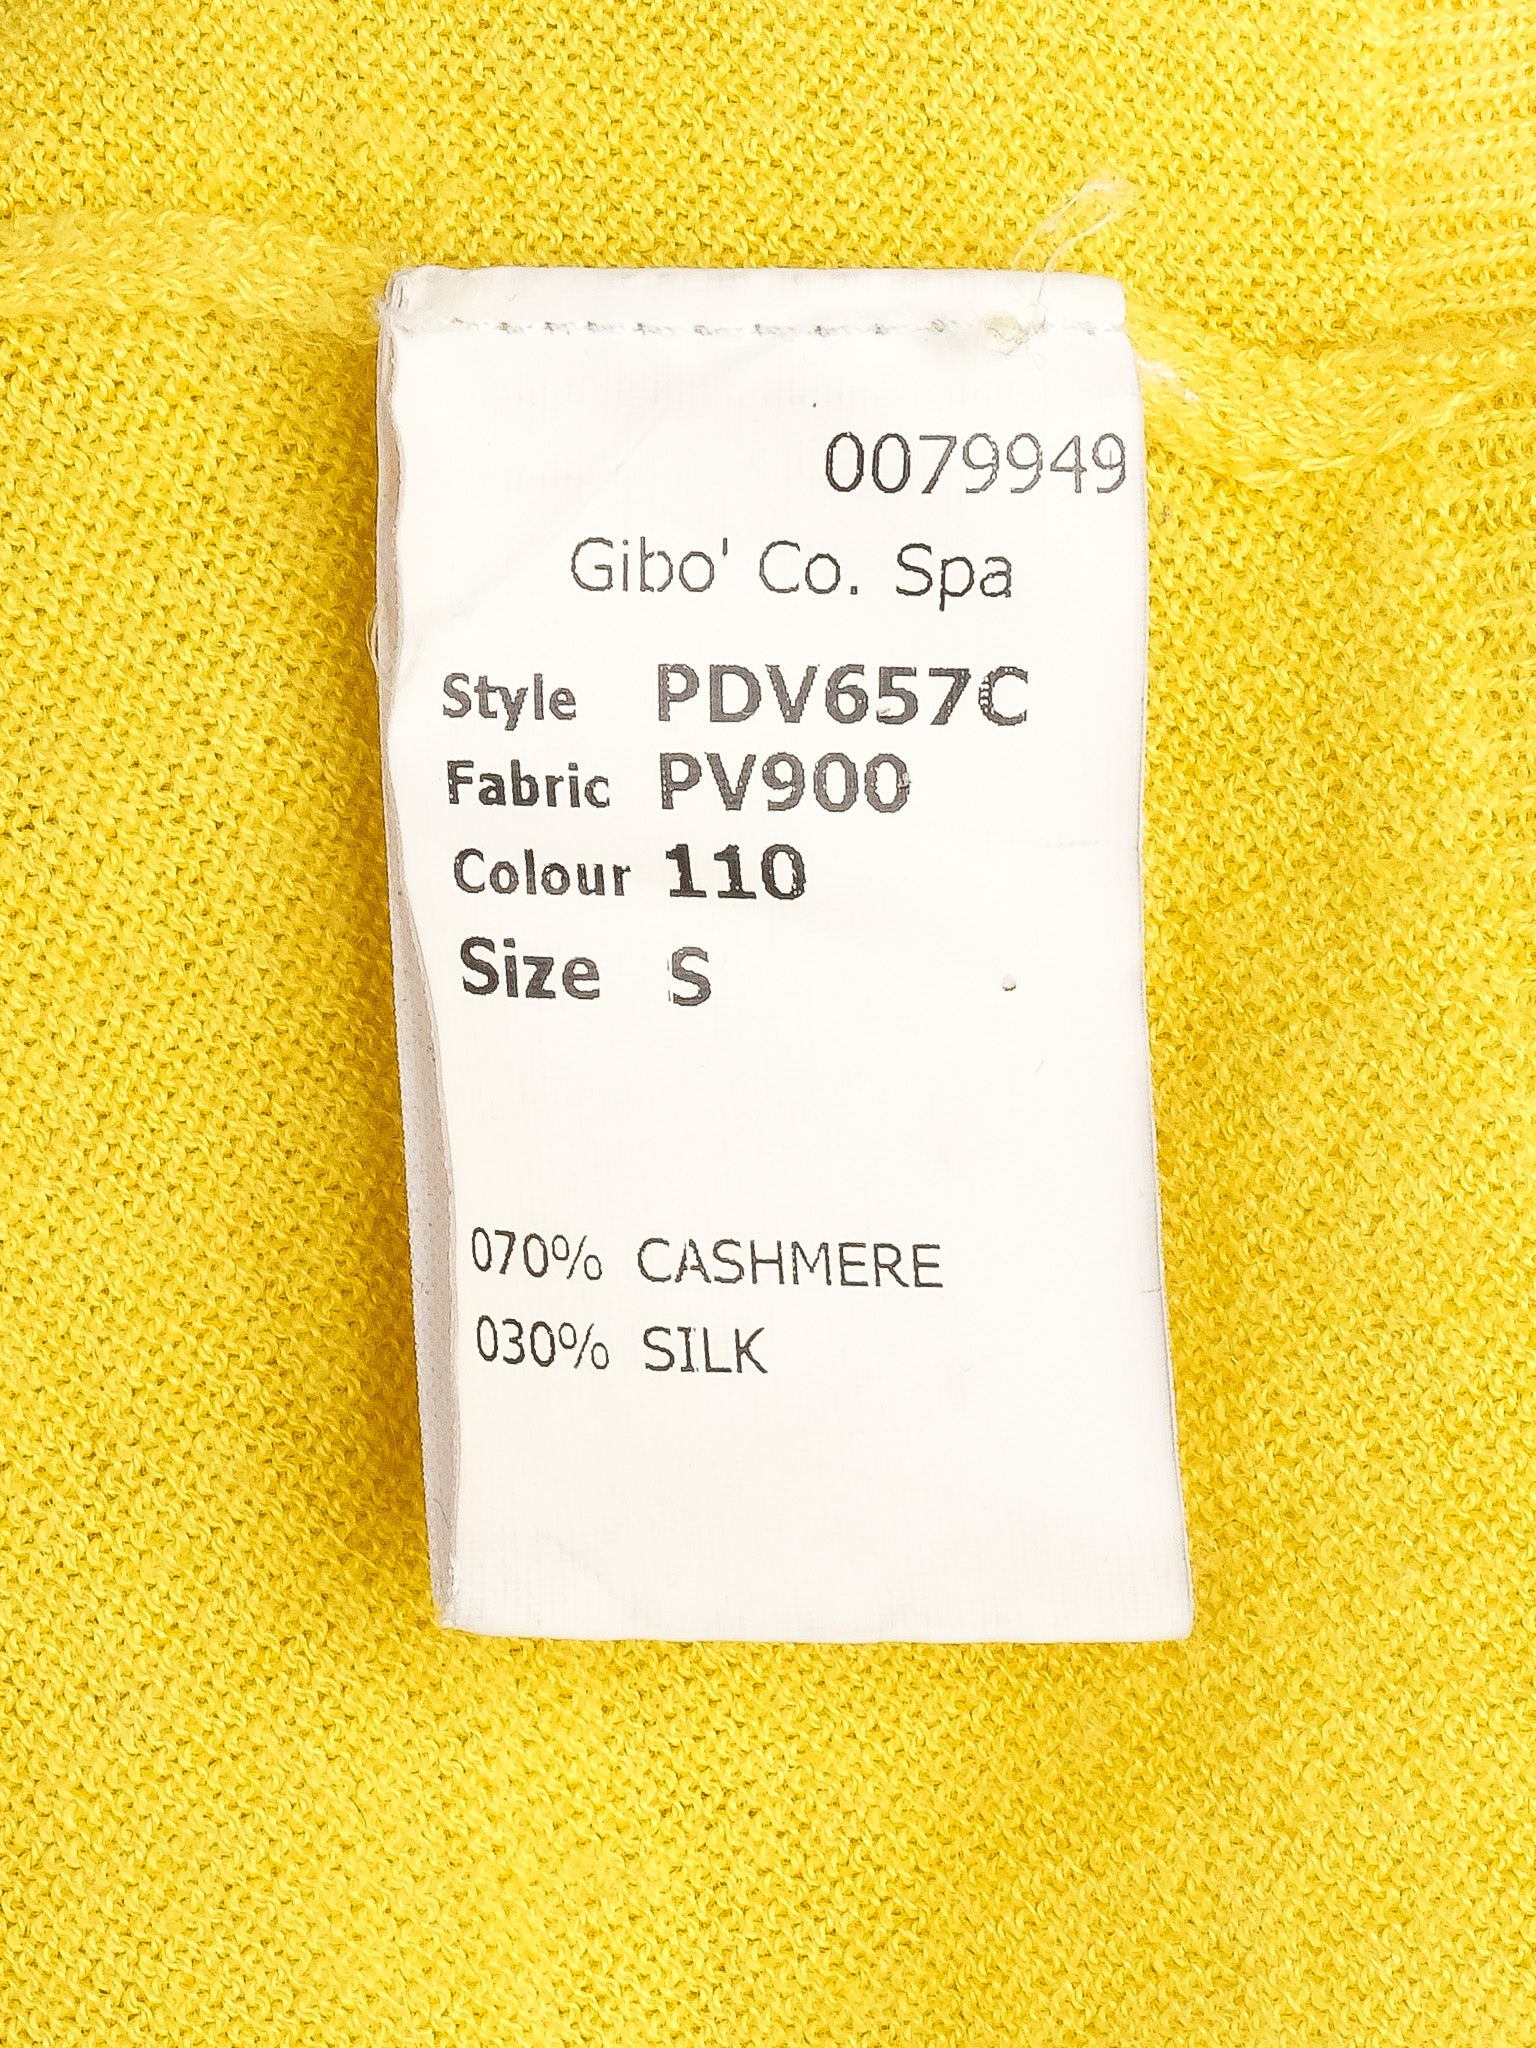 0079949
Gibo' Co. Spa
Style PDV657C
Fabric PV900
Colour 110
Size S
070% CASHMERE
030% SILK